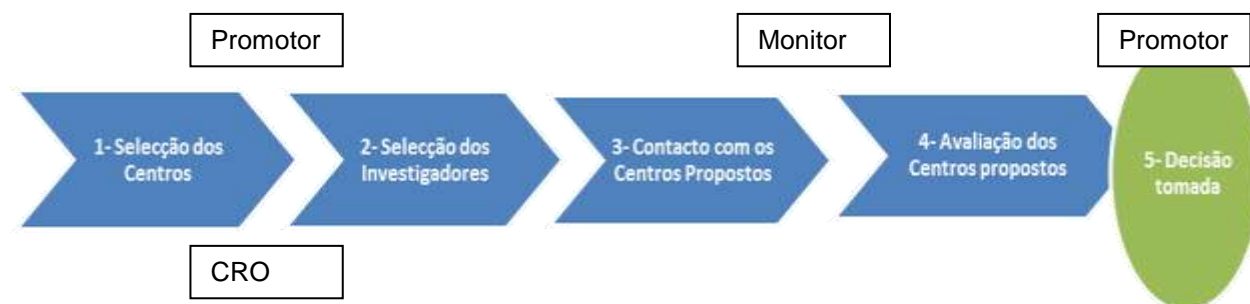 Promotor
Monitor
Promotor
1- Selecção dos
Centros
2- Selecção dos
Investigadores
3- Contacto com os
Centros Propostos
4- Avaliação dos
Centros propostos
5- Decisão
tomada
CRO